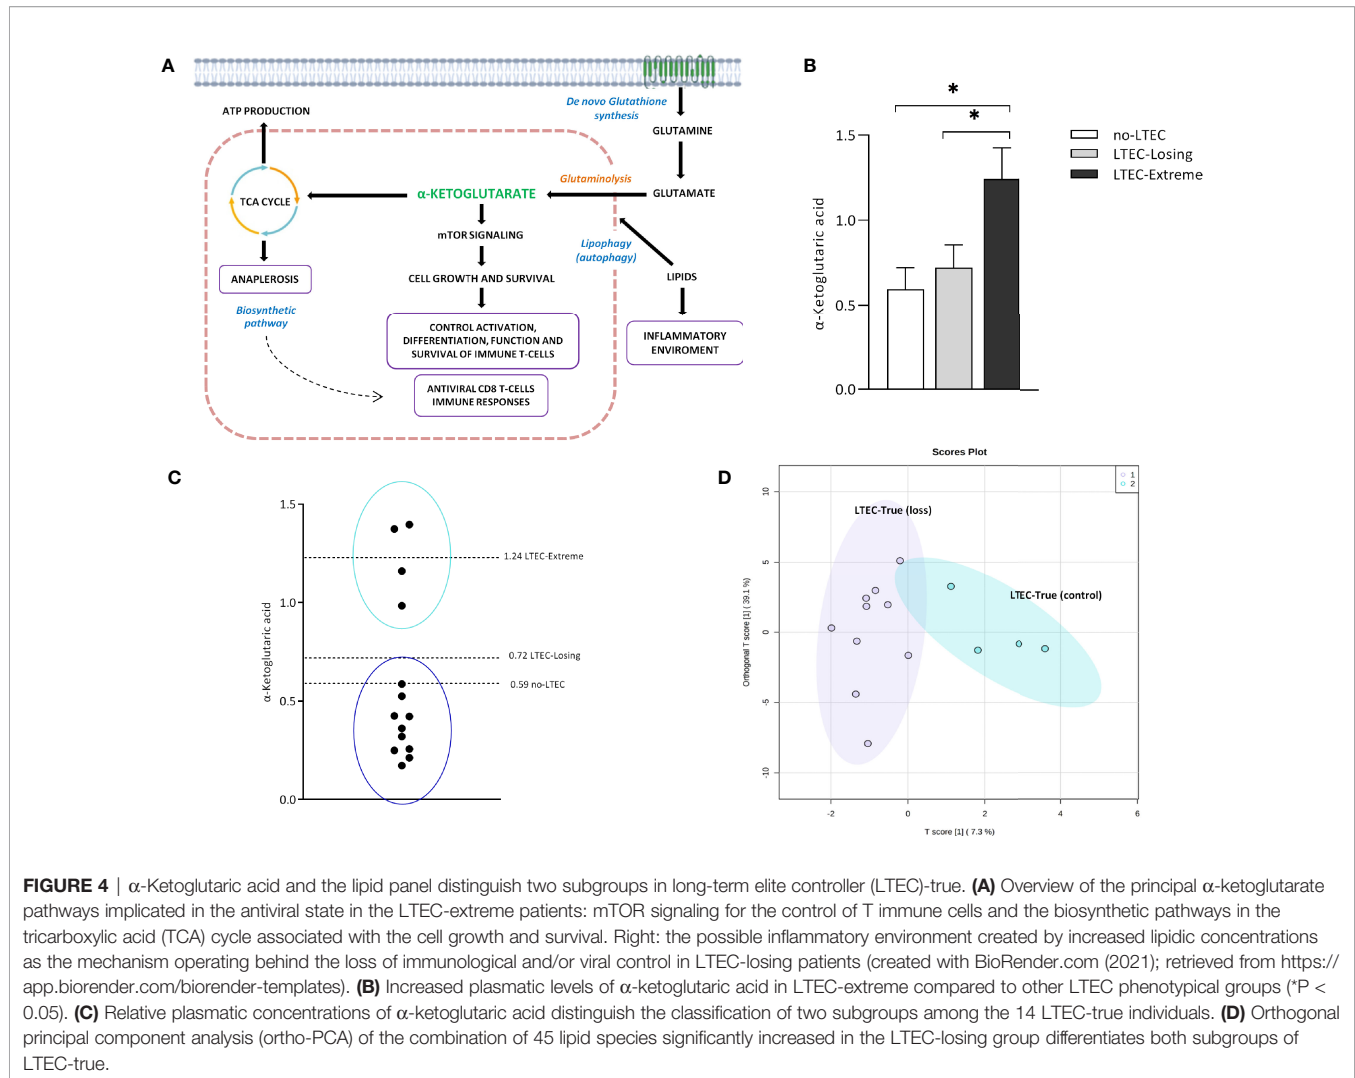 A
ATP PRODUCTION
De novo Glutathione
synthesis
GLUTAMINE
GLUTAMATE
Glutaminolysis
α-KETOGLUTARATE
TCA CYCLE
mTOR SIGNALING
Lipophagy
(autophagy)
CELL GROWTH AND SURVIVAL
LIPIDS
ANAPLEROSIS
Biosynthetic
pathway
CONTROL ACTIVATION,
DIFFERENTIATION, FUNCTION AND
SURVIVAL OF IMMUNE T-CELLS
INFLAMMATORY
ENVIROMENT
ANTIVIRAL CD8 T-CELLS
IMMUNE RESPONSES
B
*
*
1.5
1.0
0.5
0.0
α-Ketoglutaric acid
no-LTEC
LTEC-Losing
LTEC-Extreme
C
1.5
1.0
0.5
0.0
α-Ketoglutaric acid
1.24 LTEC-Extreme
0.72 LTEC-Losing
0.59 no-LTEC
D
Scores Plot
1
2
LTEC-True (loss)
LTEC-True (control)
10
5
0
-5
-10
Orthogonal T score [1] ( 39.1 %)
-2
0
2
4
6
T score [1] ( 7.3 %)
FIGURE 4 | α-Ketoglutaric acid and the lipid panel distinguish two subgroups in long-term elite controller (LTEC)-true. (A) Overview of the principal α-ketoglutarate
pathways implicated in the antiviral state in the LTEC-extreme patients: mTOR signaling for the control of T immune cells and the biosynthetic pathways in the
tricarboxylic acid (TCA) cycle associated with the cell growth and survival. Right: the possible inflammatory environment created by increased lipidic concentrations
as the mechanism operating behind the loss of immunological and/or viral control in LTEC-losing patients (created with BioRender.com (2021); retrieved from https://
app.biorender.com/biorender-templates). (B) Increased plasmatic levels of α-ketoglutaric acid in LTEC-extreme compared to other LTEC phenotypical groups (*P <
0.05). (C) Relative plasmatic concentrations of α-ketoglutaric acid distinguish the classification of two subgroups among the 14 LTEC-true individuals. (D) Orthogonal
principal component analysis (ortho-PCA) of the combination of 45 lipid species significantly increased in the LTEC-losing group differentiates both subgroups of
LTEC-true.